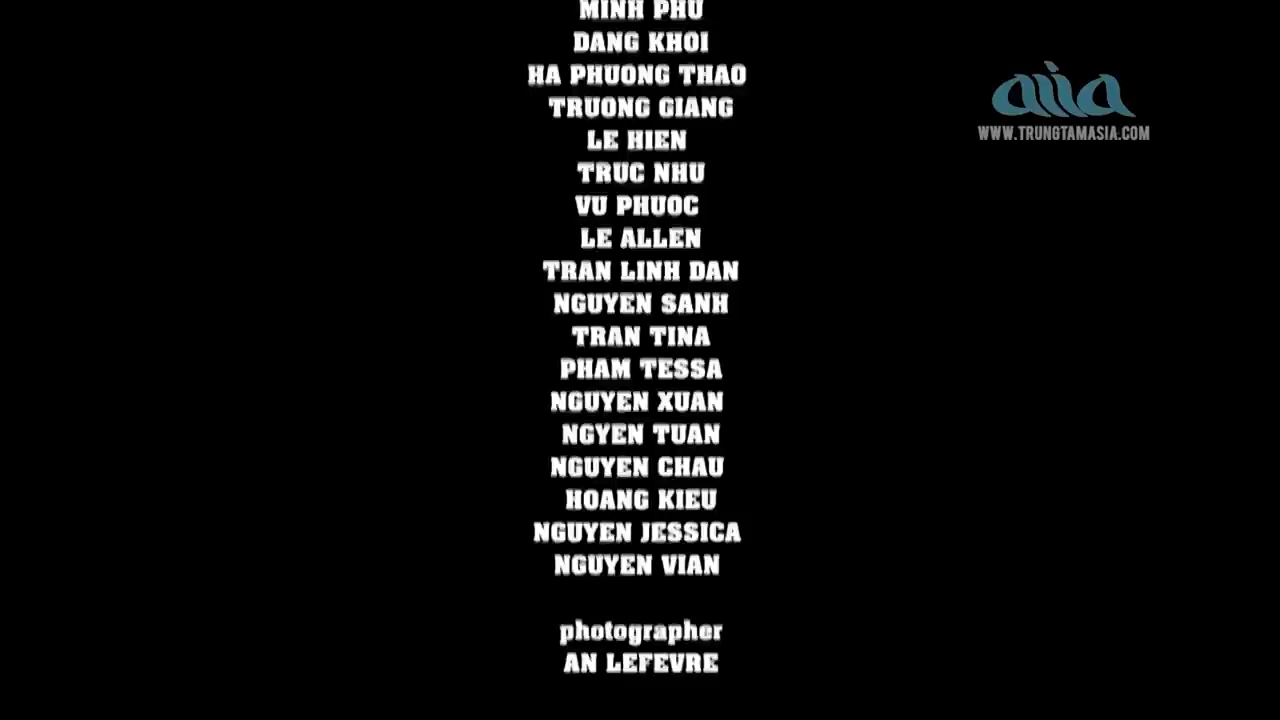 MINH PHU
DANG KHOI
HA PHUONG THAO
TRUONG GIANG
LE HIEN
TRUC NHU
VU PHUOC
LE ALLEN
TRAN LINH DAN
NGUYEN SANH
TRAN TINA
PHAM TESSA
NGUYEN XUAN
NGYEN TUAN
NGUYEN CHAU
HOANG KIEU
NGUYEN JESSICA
NGUYEN VIAN
photographer
AN LEFEVRE
asia
WWW.TRUNGTAMASIA.COM